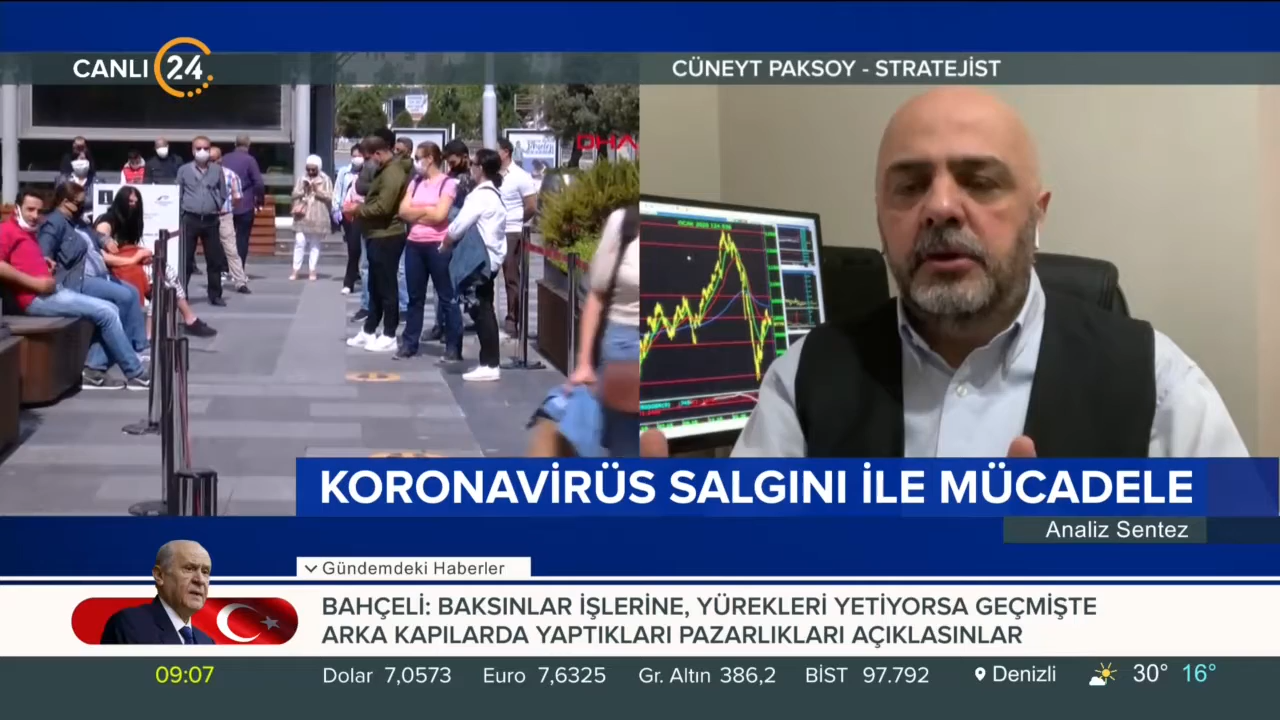 CANLI 24
CÜNEYT PAKSOY - STRATEJİST
DHA
KORONAVİRÜS SALGINI İLE MÜCADELE
Analiz Sentez
Gündemdeki Haberler
BAHÇELİ: BAKSINLAR İŞLERİNE, YÜREKLERİ YETİYORSA GEÇMİŞTE
ARKA KAPILARDA YAPTIKLARI PAZARLIKLARI AÇIKLASINLAR
09:07 Dolar 7,0573 Euro 7,6325 Gr. Altın 386,2 BİST 97.792 Denizli 30° 16°